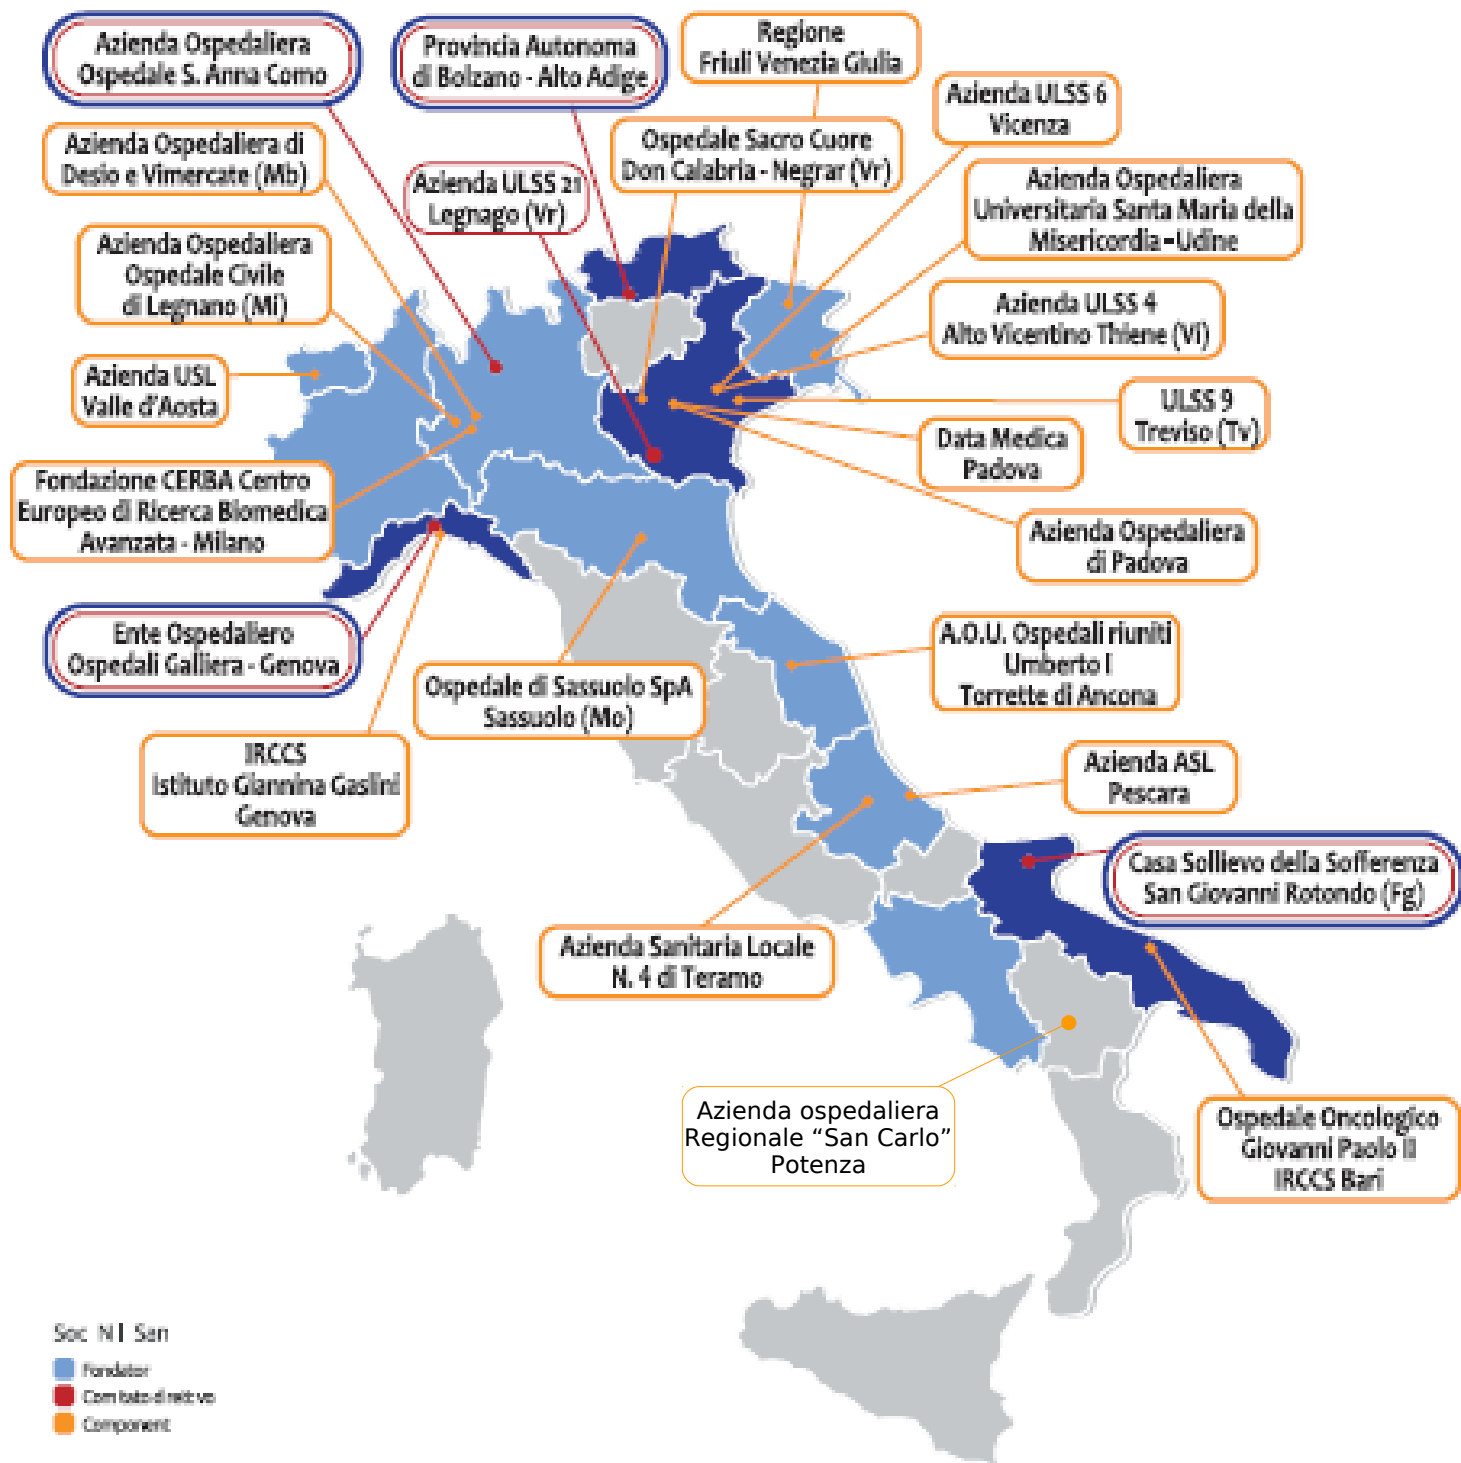 Azienda Ospedaliera
Ospedale S. Anna Como
Provincia Autonoma
di Bolzano - Alto Adige
Regione
Friuli Venezia Giulia
Azienda ULSS 6
Vicenza
Azienda Ospedaliera di
Desio e Vimercate (Mb)
Azienda ULSS 21
Legnago (Vr)
Ospedale Sacro Cuore
Don Calabria - Negrar (Vr)
Azienda Ospedaliera
Universitaria Santa Maria della
Misericordia - Udine
Azienda Ospedaliera
Ospedale Civile
di Legnano (Mi)
Azienda ULSS 4
Alto Vicentino Thiene (Vi)
Azienda USL
Valle d'Aosta
ULSS 9
Treviso (Tv)
Data Medica
Padova
Fondazione CERBA Centro
Europeo di Ricerca Biomedica
Avanzata - Milano
Azienda Ospedaliera
di Padova
Ente Ospedaliero
Ospedali Galliera - Genova
A.O.U. Ospedali riuniti
Umberto I
Torrette di Ancona
Ospedale di Sassuolo SpA
Sassuolo (Mo)
IRCCS
Istituto Giannina Gaslini
Genova
Azienda ASL
Pescara
Casa Sollievo della Sofferenza
San Giovanni Rotondo (Fg)
Azienda Sanitaria Locale
N. 4 di Teramo
Azienda ospedaliera
Regionale “San Carlo”
Potenza
Ospedale Oncologico
Giovanni Paolo II
IRCCS Bari
Soc N I San
Fondator
Comitato direttivo
Component